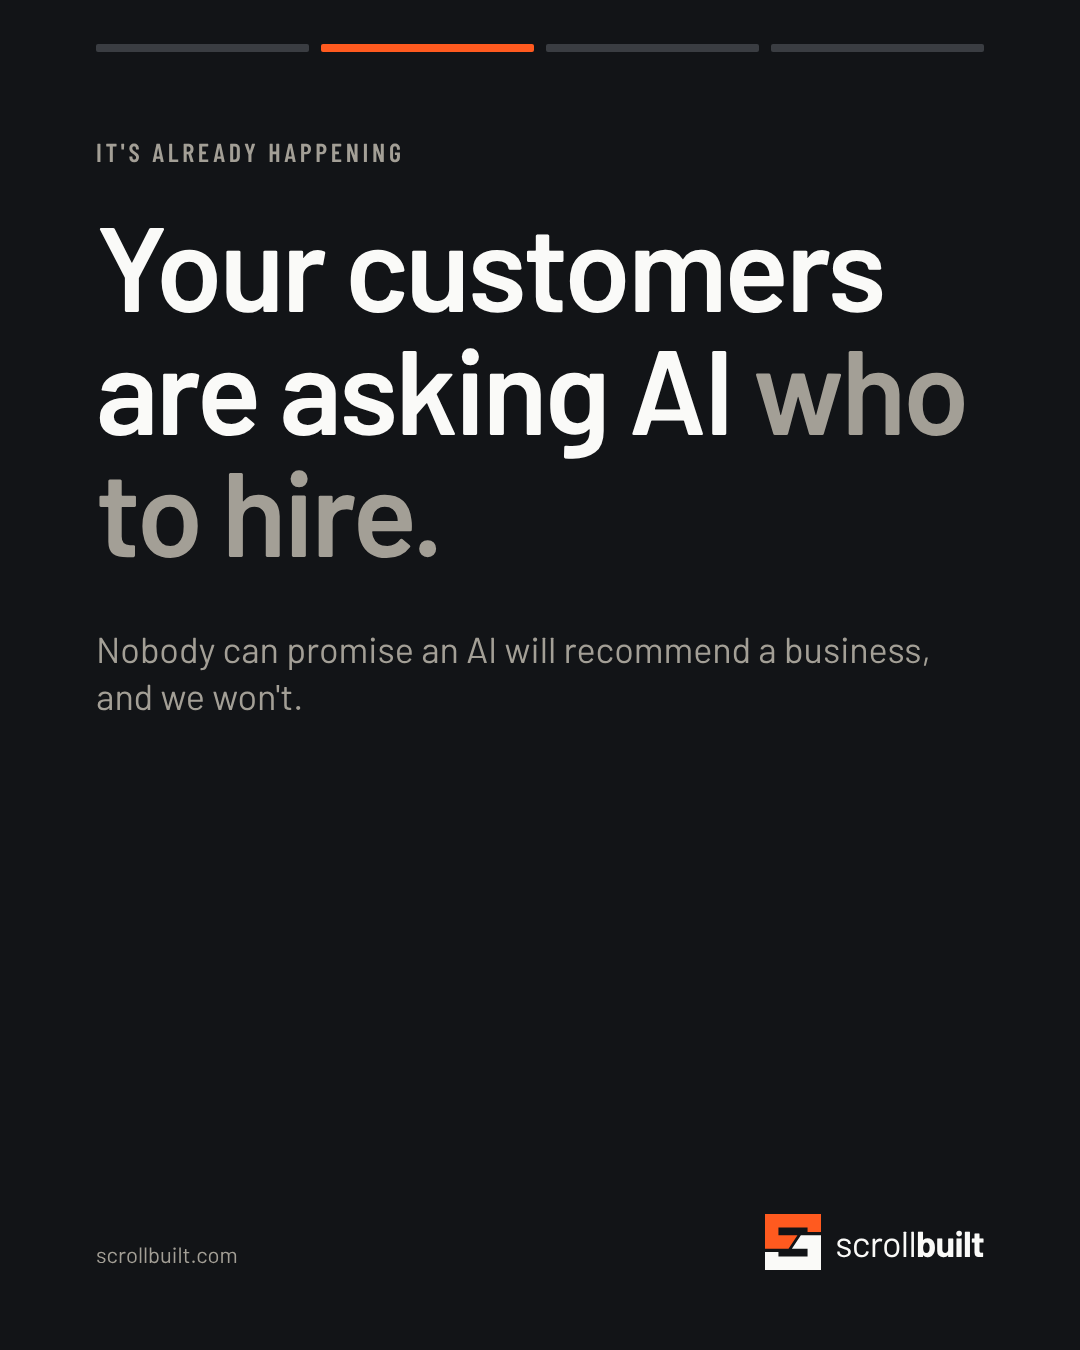 IT'S ALREADY HAPPENING
Your customers
are asking AI who
to hire.
Nobody can promise an AI will recommend a business,
and we won't.
scrollbuilt.com
scrollbuilt